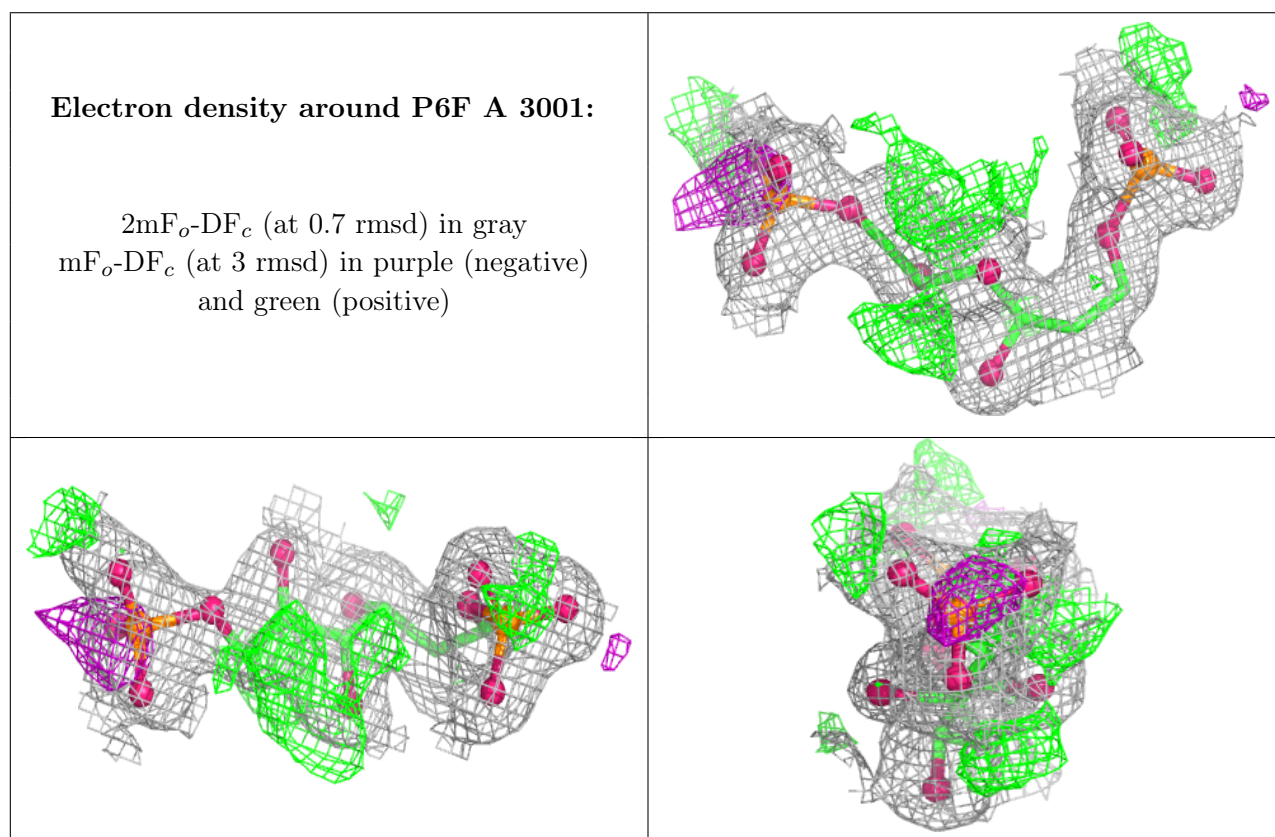 Electron density around P6F A 3001:
2mFo-DFc (at 0.7 rmsd) in gray
mFo-DFc (at 3 rmsd) in purple (negative)
and green (positive)